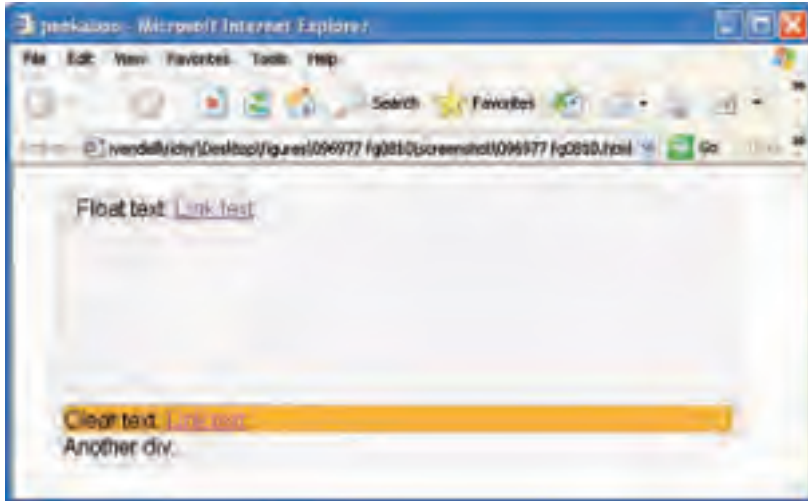 peekaboo - Microsoft Internet Explorer
File Edit View Favorites Tools Help
Search Favorites
Go
Float text. Link text.
Clear text. Link text.
Another div.